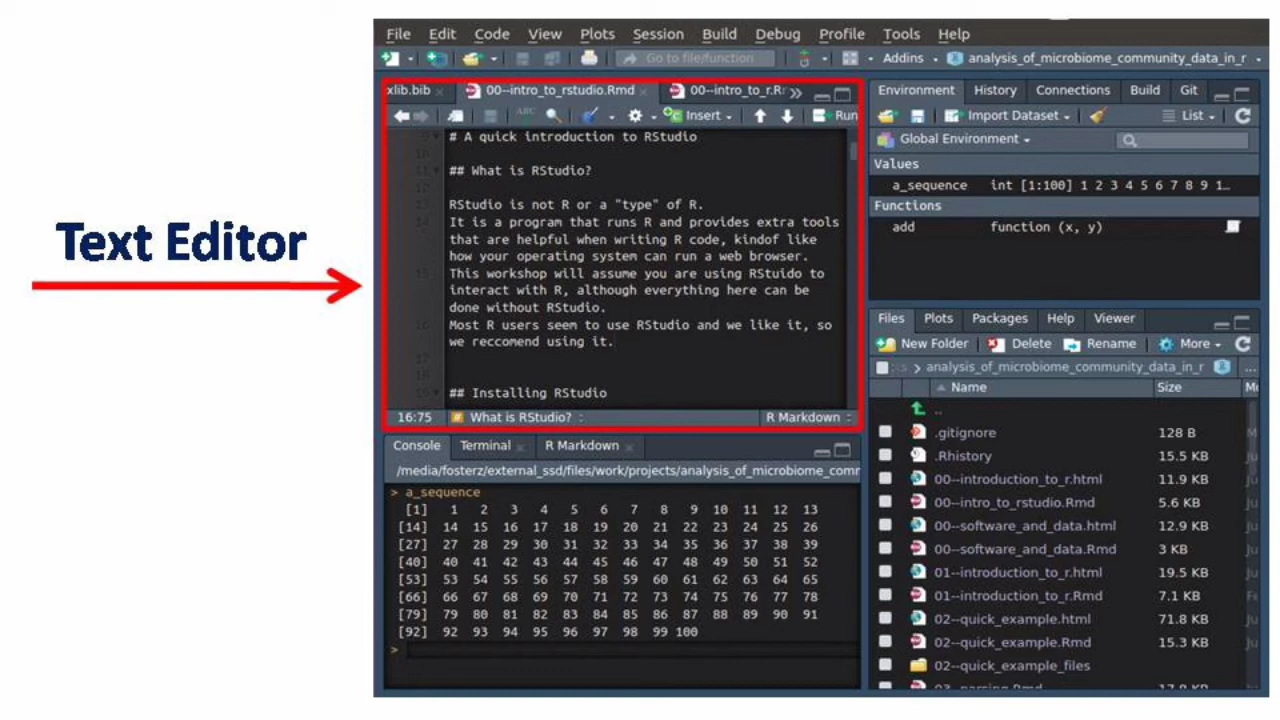 File Edit Code View Plots Session Build Debug Profile Tools Help
Go to file/function Addins analysis_of_microbiome_community_data_in_r
xlib.bib 00--intro_to_rstudio.Rmd 00--intro_to_r.R
ABC Insert Run
# A quick introduction to RStudio
## What is RStudio?
RStudio is not R or a "type" of R.
It is a program that runs R and provides extra tools
that are helpful when writing R code, kindof like
how your operating system can run a web browser.
This workshop will assume you are using RStuido to
interact with R, although everything here can be
done without RStudio.
Most R users seem to use RStudio and we like it, so
we reccomend using it.
## Installing RStudio
16:75 # What is RStudio? R Markdown
Text Editor
Console Terminal R Markdown
/media/fosterz/external_ssd/files/work/projects/analysis_of_microbiome_comm
> a_sequence
[1] 1 2 3 4 5 6 7 8 9 10 11 12 13
[14] 14 15 16 17 18 19 20 21 22 23 24 25 26
[27] 27 28 29 30 31 32 33 34 35 36 37 38 39
[40] 40 41 42 43 44 45 46 47 48 49 50 51 52
[53] 53 54 55 56 57 58 59 60 61 62 63 64 65
[66] 66 67 68 69 70 71 72 73 74 75 76 77 78
[79] 79 80 81 82 83 84 85 86 87 88 89 90 91
[92] 92 93 94 95 96 97 98 99 100
>
Environment History Connections Build Git
Import Dataset List
Global Environment
Values
a_sequence int [1:100] 1 2 3 4 5 6 7 8 9 1…
Functions
add function (x, y)
Files Plots Packages Help Viewer
New Folder Delete Rename More
> analysis_of_microbiome_community_data_in_r ...
Name Size
..
.gitignore 128 B
.Rhistory 15.5 KB
00--introduction_to_r.html 11.9 KB
00--intro_to_rstudio.Rmd 5.6 KB
00--software_and_data.html 12.9 KB
00--software_and_data.Rmd 3 KB
01--introduction_to_r.html 19.5 KB
01--introduction_to_r.Rmd 7.1 KB
02--quick_example.html 71.8 KB
02--quick_example.Rmd 15.3 KB
02--quick_example_files